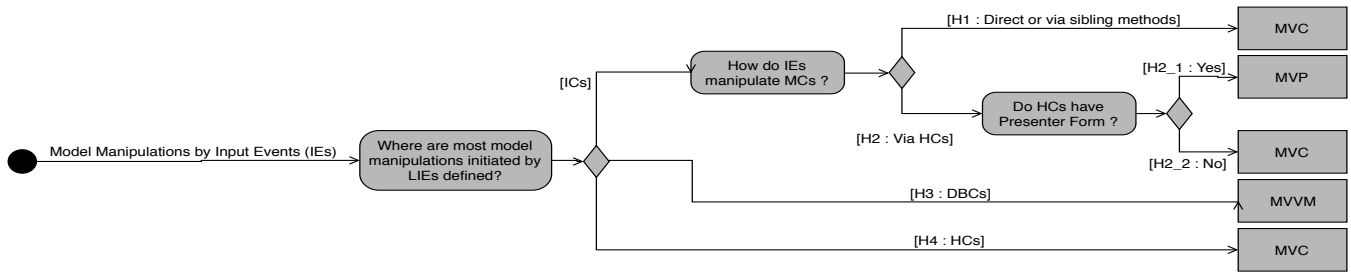 [H1 : Direct or via sibling methods]
MVC
How do IEs
manipulate MCs ?
[ICs]
[H2_1 : Yes]
MVP
Do HCs have
Presenter Form ?
[H2 : Via HCs]
Model Manipulations by Input Events (IEs)
Where are most model
manipulations initiated by
LIEs defined?
[H2_2 : No]
MVC
[H3 : DBCs]
MVVM
[H4 : HCs]
MVC